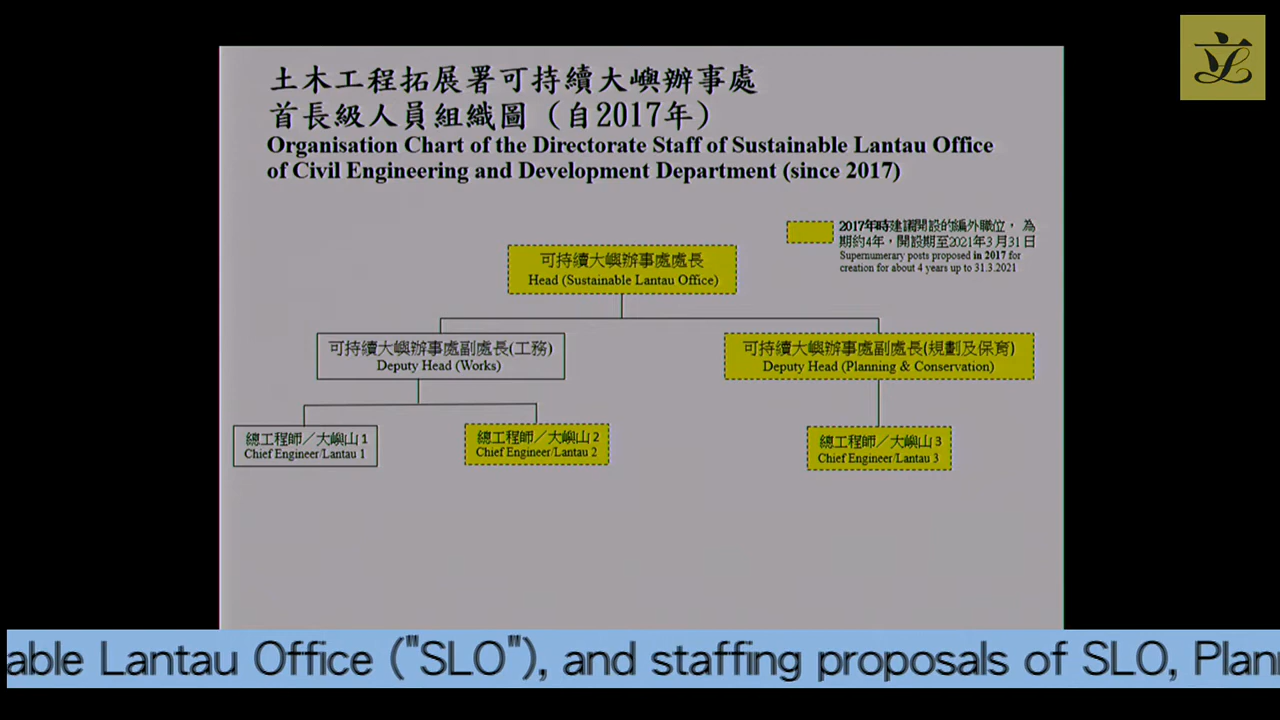 土木工程拓展署可持續大嶼辦事處
首長級人員組織圖（自2017年）
Organisation Chart of the Directorate Staff of Sustainable Lantau Office
of Civil Engineering and Development Department (since 2017)
2017年時建議開設的編外職位，為
期約4年，開設期至2021年3月31日
Supernumerary posts proposed in 2017 for
creation for about 4 years up to 31.3.2021
可持續大嶼辦事處處長
Head (Sustainable Lantau Office)
可持續大嶼辦事處副處長(工務)
Deputy Head (Works)
可持續大嶼辦事處副處長(規劃及保育)
Deputy Head (Planning & Conservation)
總工程師／大嶼山 1
Chief Engineer/Lantau 1
總工程師／大嶼山 2
Chief Engineer/Lantau 2
總工程師／大嶼山 3
Chief Engineer/Lantau 3
able Lantau Office ("SLO"), and staffing proposals of SLO, Plan